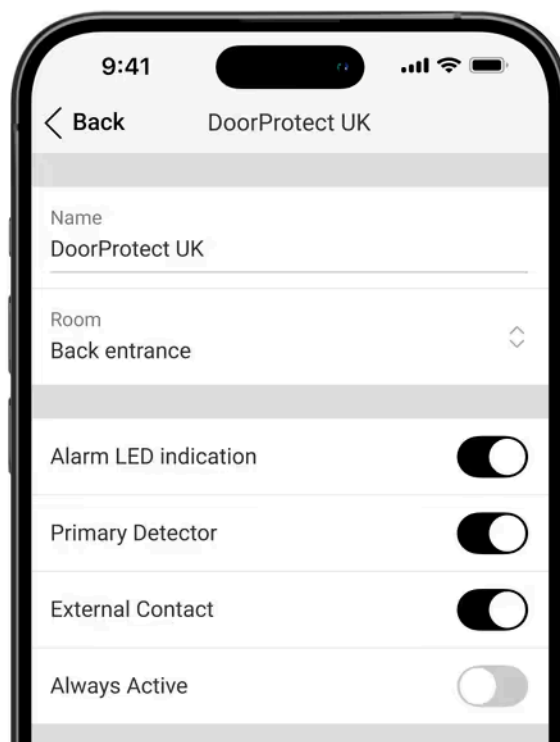 9:41
Back
DoorProtect UK
Name
DoorProtect UK
Room
Back entrance
Alarm LED indication
Primary Detector
External Contact
Always Active